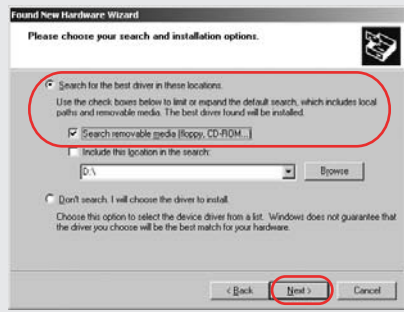 Found New Hardware Wizard
Please choose your search and installation options.
Search for the best driver in these locations.
Use the check boxes below to limit or expand the default search, which includes local
paths and removable media. The best driver found will be installed.
Search removable media (floppy, CD-ROM...)
Include this location in the search:
D:\
Browse
Don't search. I will choose the driver to install.
Choose this option to select the device driver from a list. Windows does not guarantee that
the driver you choose will be the best match for your hardware.
< Back Next > Cancel